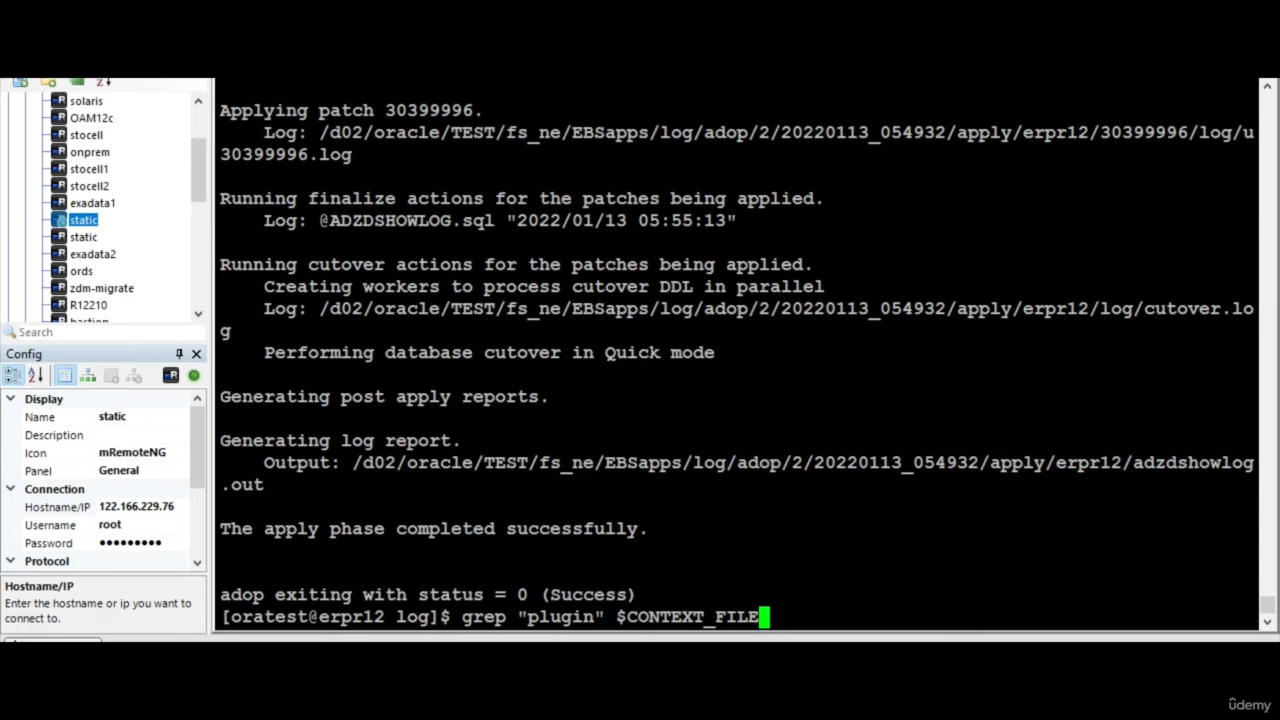 solaris
OAM12c
stocell
onprem
stocell1
stocell2
exadata1
static
static
exadata2
ords
zdm-migrate
R12210
bastion
Search
Config
Display
Name static
Description
Icon mRemoteNG
Panel General
Connection
Hostname/IP 122.166.229.76
Username root
Password ●●●●●●●●●
Protocol
Hostname/IP
Enter the hostname or ip you want to
connect to.
Applying patch 30399996.
Log: /d02/oracle/TEST/fs_ne/EBSapps/log/adop/2/20220113_054932/apply/erpr12/30399996/log/u
30399996.log
Running finalize actions for the patches being applied.
Log: @ADZDSHOWLOG.sql "2022/01/13 05:55:13"
Running cutover actions for the patches being applied.
Creating workers to process cutover DDL in parallel
Log: /d02/oracle/TEST/fs_ne/EBSapps/log/adop/2/20220113_054932/apply/erpr12/log/cutover.lo
g
Performing database cutover in Quick mode
Generating post apply reports.
Generating log report.
Output: /d02/oracle/TEST/fs_ne/EBSapps/log/adop/2/20220113_054932/apply/erpr12/adzdshowlog
.out
The apply phase completed successfully.
adop exiting with status = 0 (Success)
[oratest@erpr12 log]$ grep "plugin" $CONTEXT_FILE
ûdemy